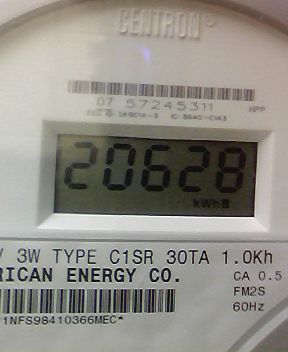 CENTRON®
07 57245311 HPP
20628
kWh
3W TYPE C1SR 30TA 1.0Kh
RICAN ENERGY CO. CA 0.5
FM2S
60Hz
1NFS98410366MEC*